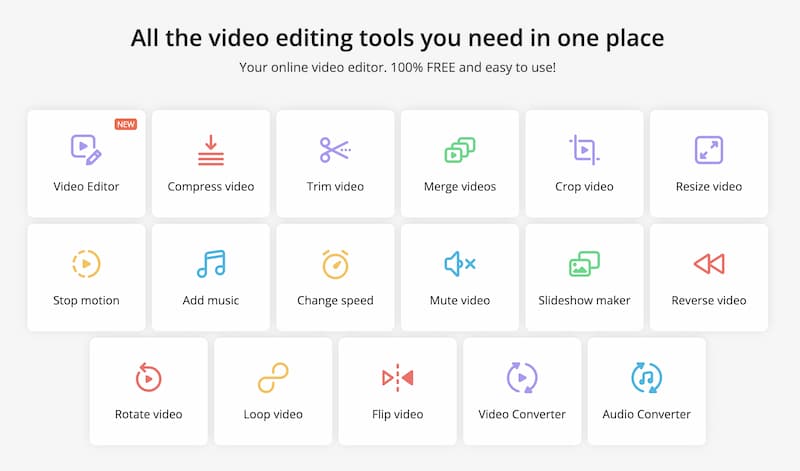 All the video editing tools you need in one place
Your online video editor. 100% FREE and easy to use!
NEW
Video Editor
Compress video
Trim video
Merge videos
Crop video
Resize video
Stop motion
Add music
Change speed
Mute video
Slideshow maker
Reverse video
Rotate video
Loop video
Flip video
Video Converter
Audio Converter